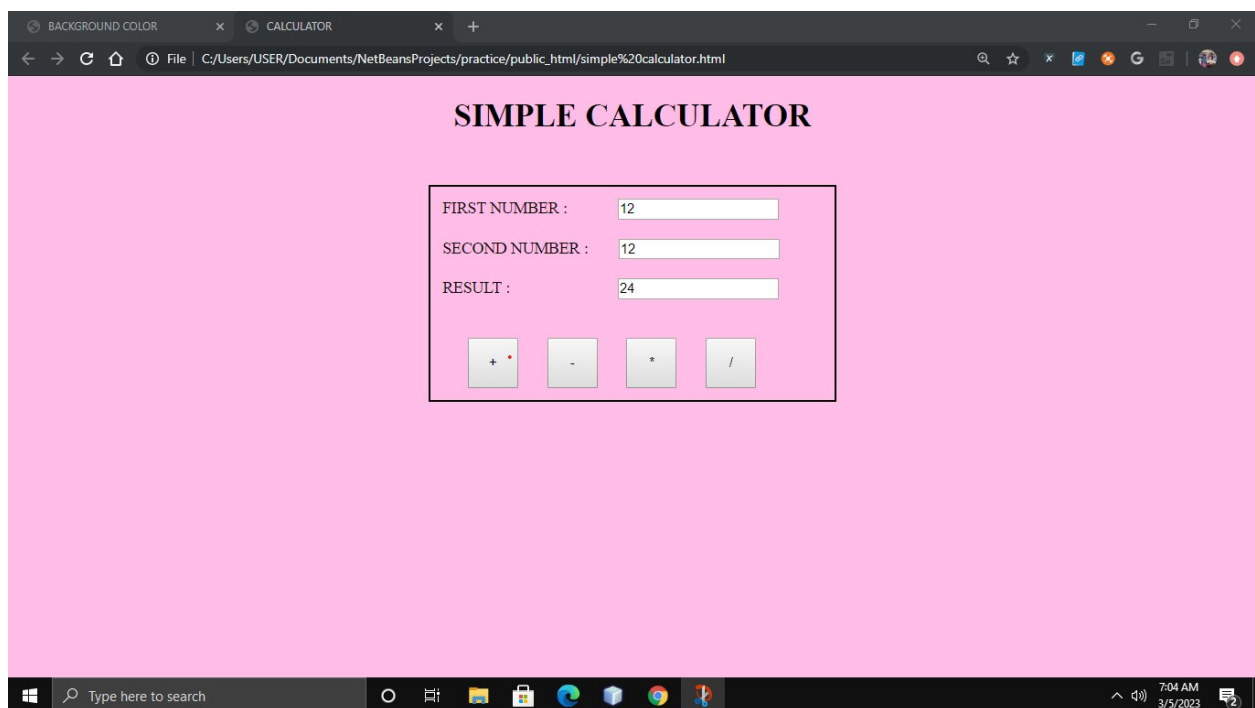 BACKGROUND COLOR × CALCULATOR × +
File | C:/Users/USER/Documents/NetBeansProjects/practice/public_html/simple%20calculator.html G
SIMPLE CALCULATOR
FIRST NUMBER : 12
SECOND NUMBER : 12
RESULT : 24
+ - * /
Type here to search 7:04 AM
3/5/2023 2